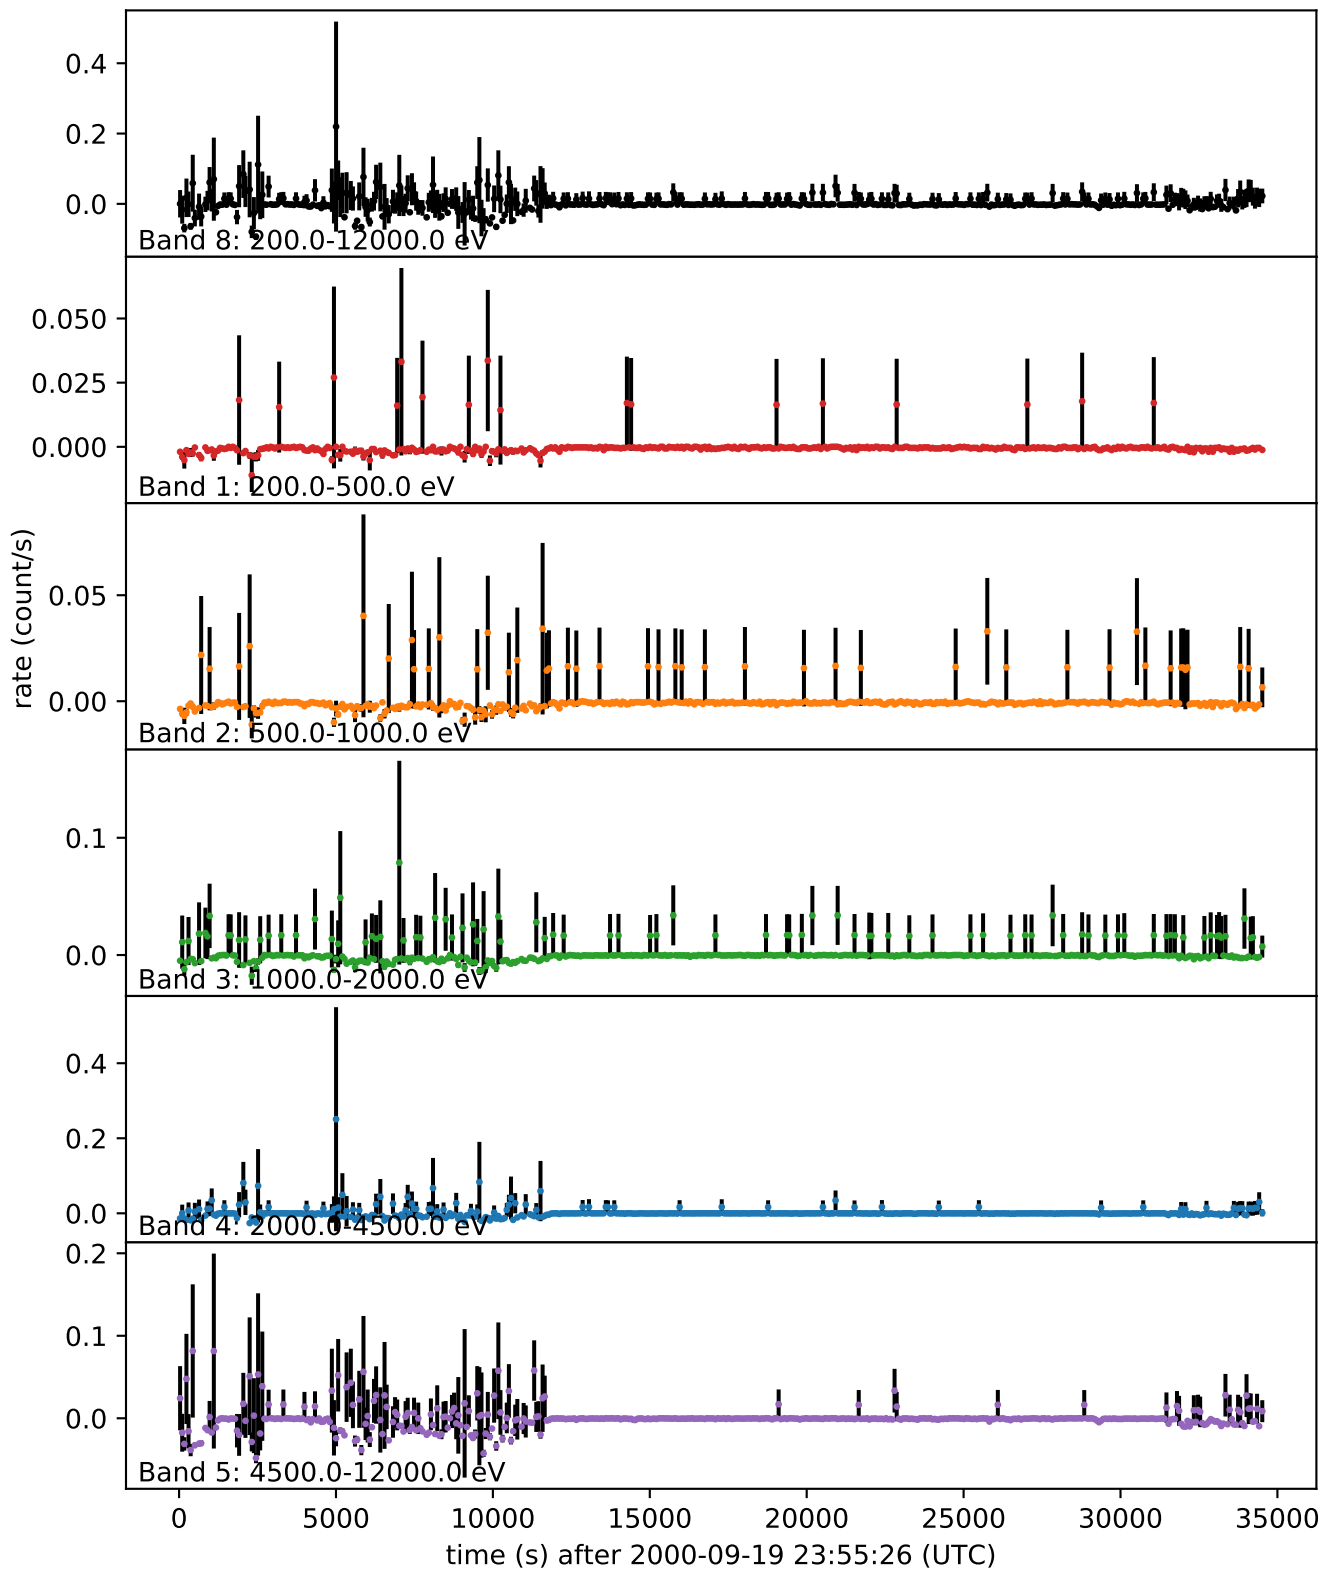 0.4
0.2
0.0
Band 8: 200.0-12000.0 eV
0.050
0.025
0.000
Band 1: 200.0-500.0 eV
rate (count/s)
0.05
0.00
Band 2: 500.0-1000.0 eV
0.1
0.0
Band 3: 1000.0-2000.0 eV
0.4
0.2
0.0
Band 4: 2000.0-4500.0 eV
0.2
0.1
0.0
Band 5: 4500.0-12000.0 eV
0 5000 10000 15000 20000 25000 30000 35000
time (s) after 2000-09-19 23:55:26 (UTC)